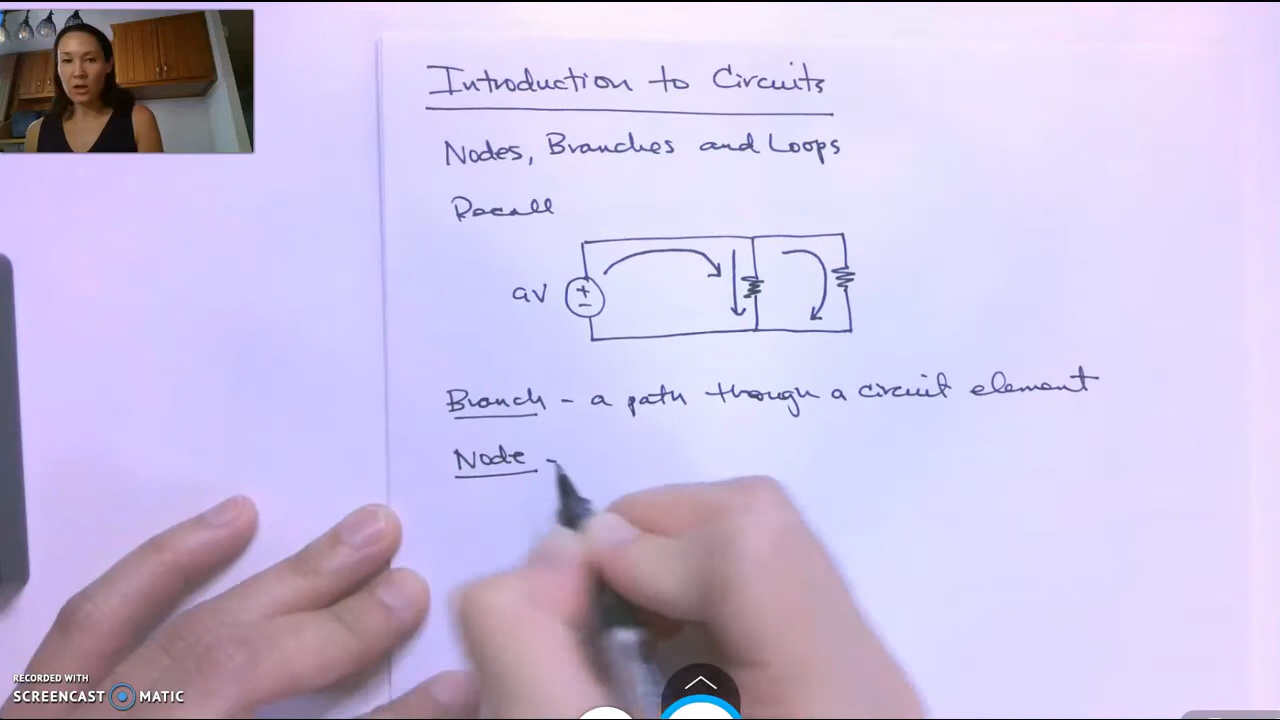 Introduction to Circuits
Nodes, Branches and Loops
Recall
9V
+
-
Branch - a path through a circuit element
Node -
RECORDED WITH
SCREENCAST MATIC